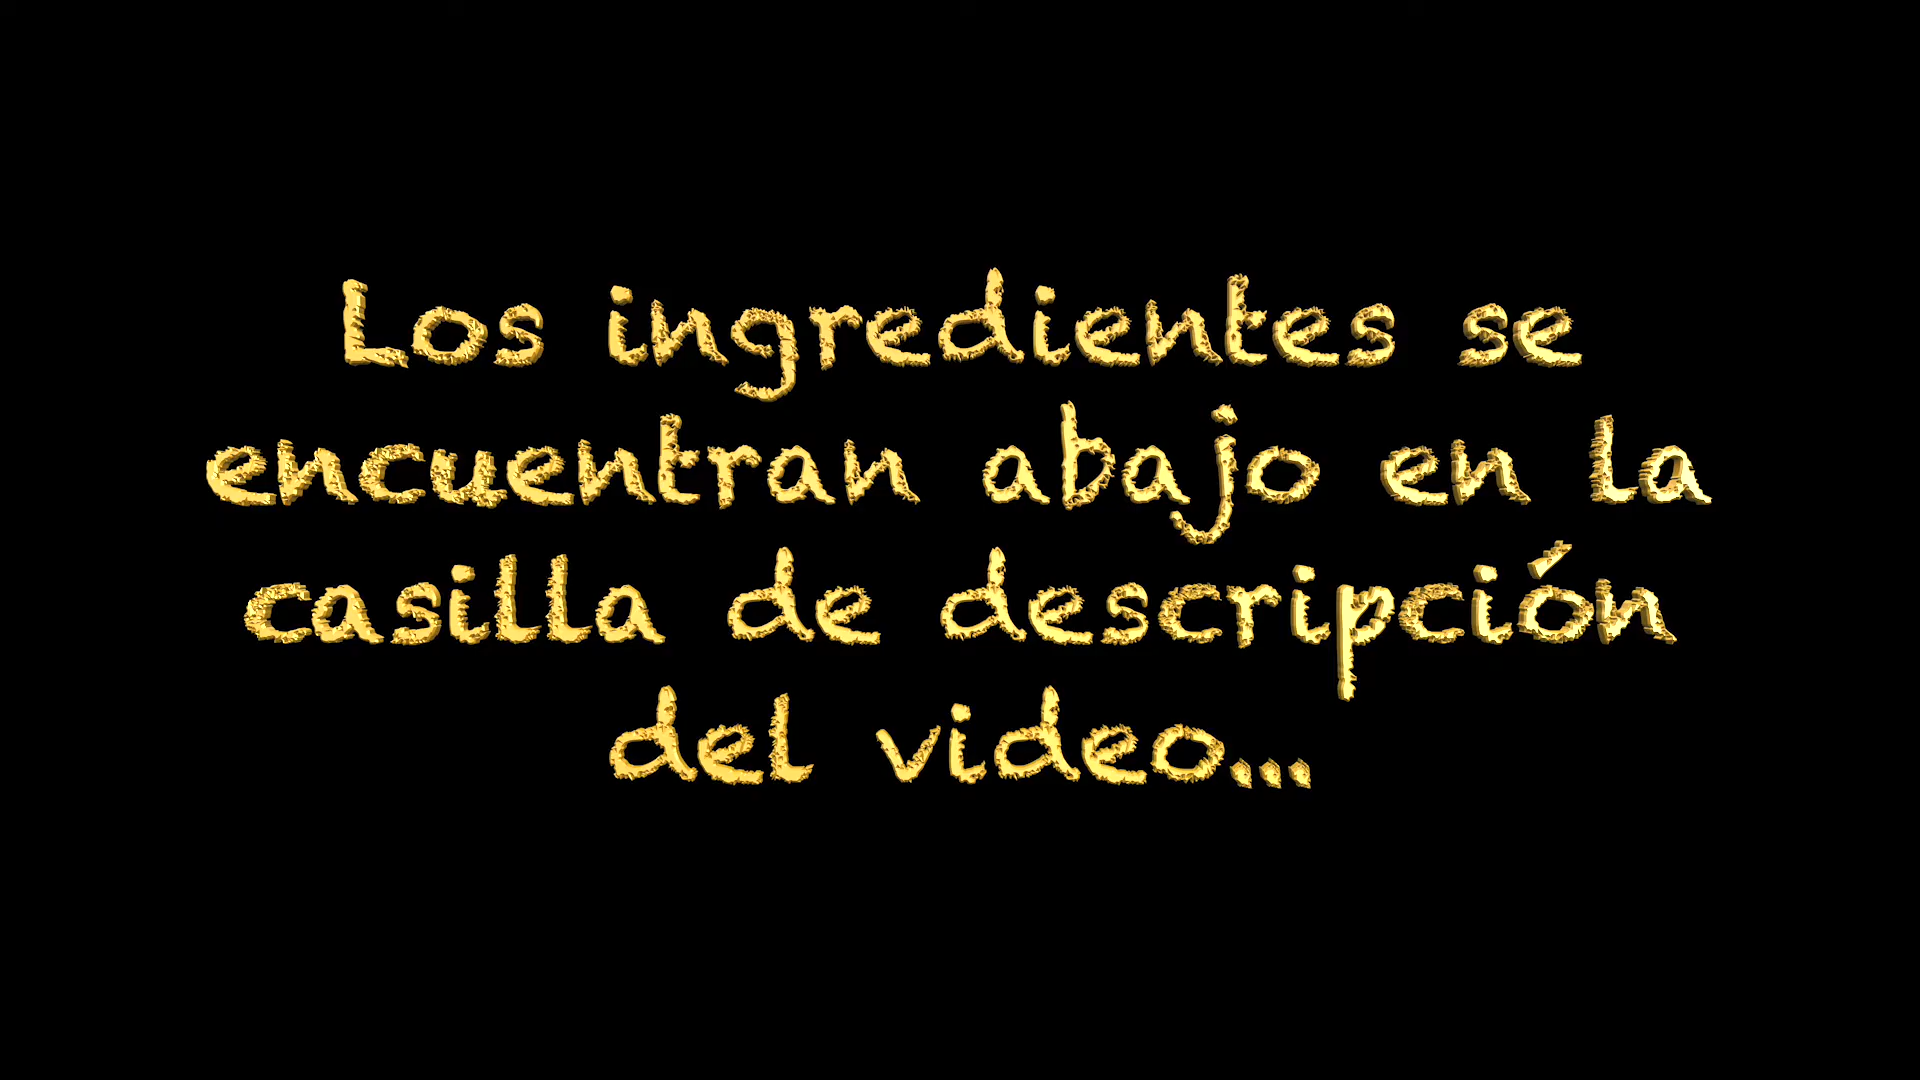 Los ingredientes se
encuentran abajo en la
casilla de descripción
del video...